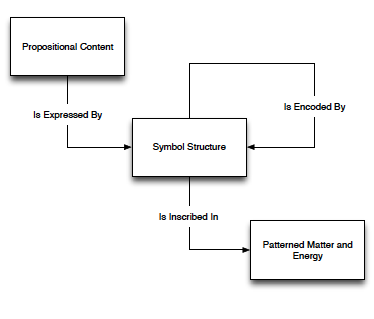 Propositional Content
Is Expressed By
Is Encoded By
Symbol Structure
Is Inscribed In
Patterned Matter and
Energy